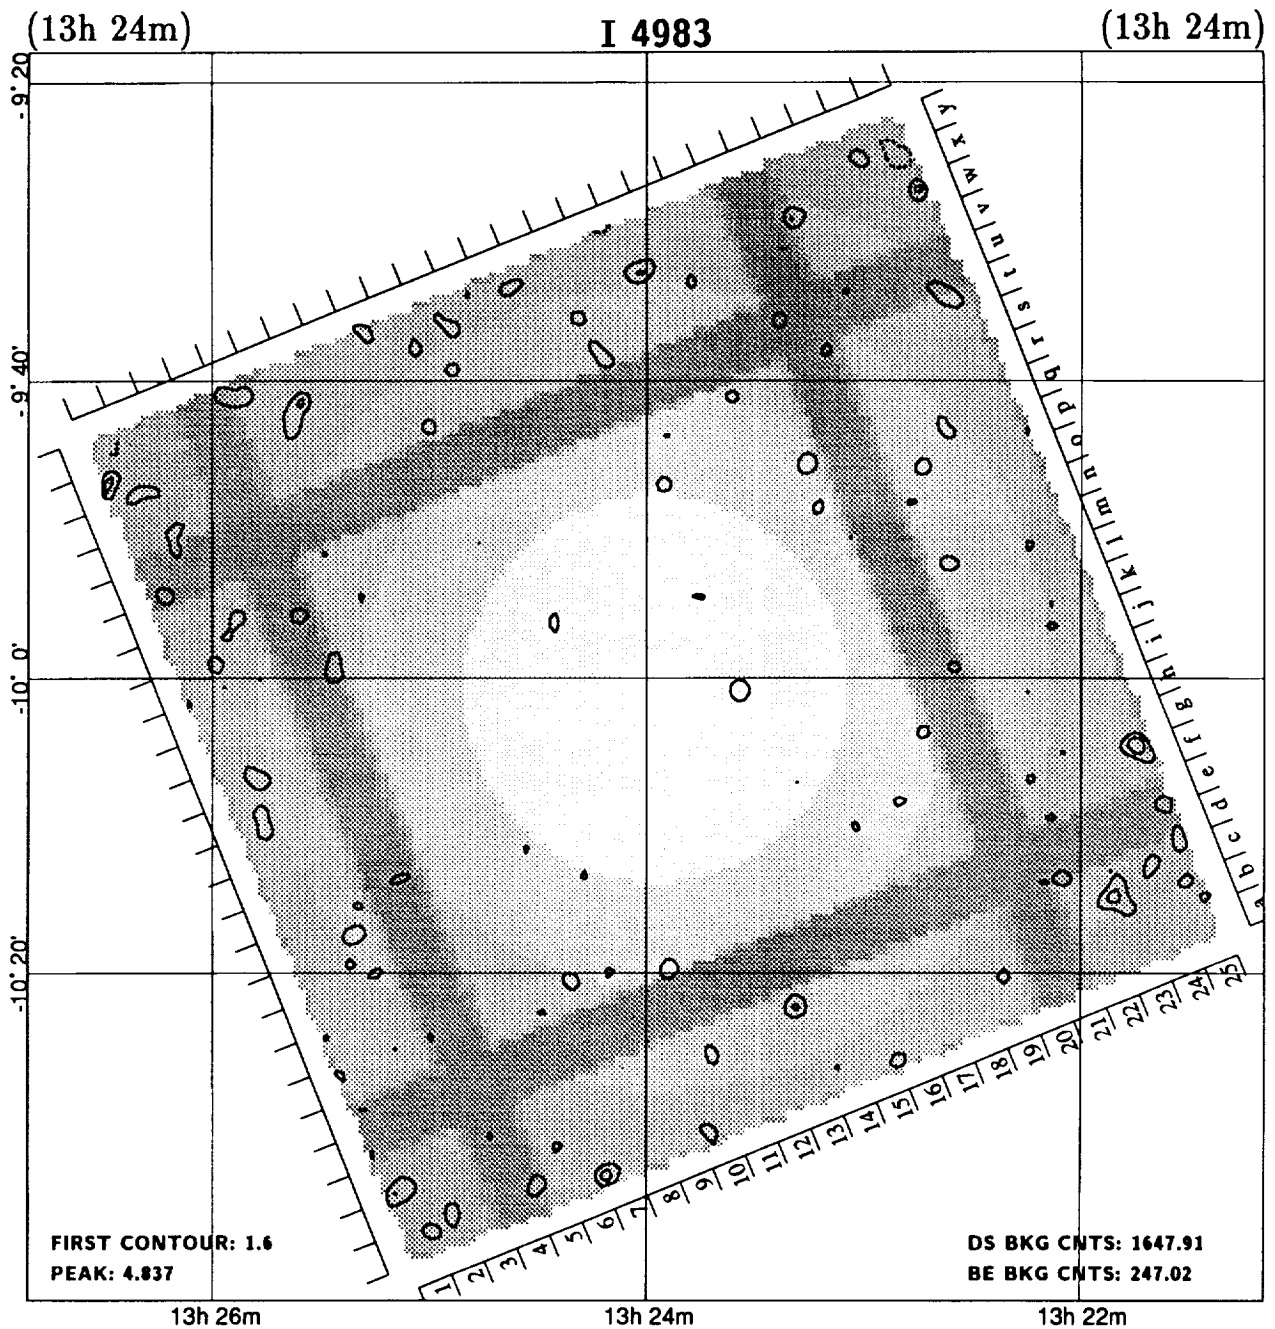 (13h 24m) I 4983 (13h 24m)
-9° 20'
-9° 40'
-10° 0'
-10° 20'
y
x
w
v
u
t
s
r
q
p
o
n
m
l
k
j
i
h
g
f
e
d
c
b
a
1 2 3 4 5 6 7 8 9 10 11 12 13 14 15 16 17 18 19 20 21 22 23 24 25
FIRST CONTOUR: 1.6
PEAK: 4.837
DS BKG CNTS: 1647.91
BE BKG CNTS: 247.02
13h 26m 13h 24m 13h 22m